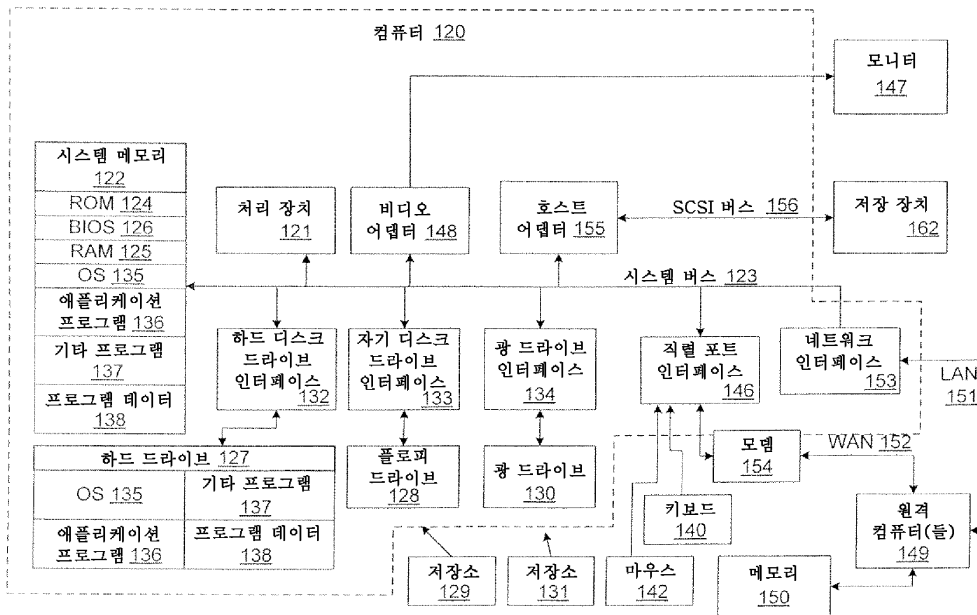 컴퓨터 120
모니터
147
시스템 메모리
122
ROM 124
BIOS 126
RAM 125
OS 135
애플리케이션
프로그램 136
기타 프로그램
137
프로그램 데이터
138
처리 장치
121
비디오
어댑터 148
호스트
어댑터 155
SCSI 버스 156
저장 장치
162
시스템 버스 123
하드 디스크
드라이브
인터페이스
132
자기 디스크
드라이브
인터페이스
133
광 드라이브
인터페이스
134
직렬 포트
인터페이스
146
네트워크
인터페이스
153
LAN
151
하드 드라이브 127
OS 135
기타 프로그램
137
애플리케이션
프로그램 136
프로그램 데이터
138
플로피
드라이브
128
광 드라이브
130
모뎀
154
WAN 152
키보드
140
원격
컴퓨터(들)
149
저장소
129
저장소
131
마우스
142
메모리
150